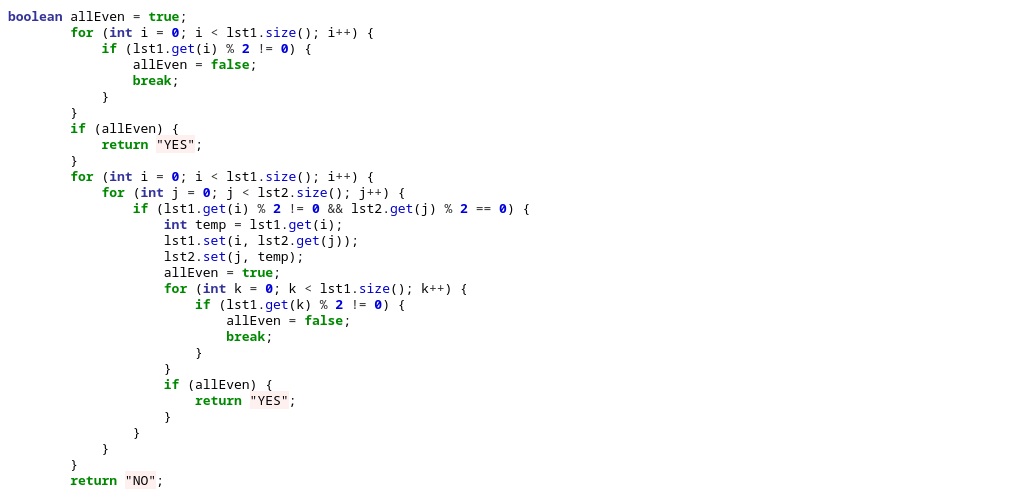 boolean allEven = true;
        for (int i = 0; i < lst1.size(); i++) {
            if (lst1.get(i) % 2 != 0) {
                allEven = false;
                break;
            }
        }
        if (allEven) {
            return "YES";
        }
        for (int i = 0; i < lst1.size(); i++) {
            for (int j = 0; j < lst2.size(); j++) {
                if (lst1.get(i) % 2 != 0 && lst2.get(j) % 2 == 0) {
                    int temp = lst1.get(i);
                    lst1.set(i, lst2.get(j));
                    lst2.set(j, temp);
                    allEven = true;
                    for (int k = 0; k < lst1.size(); k++) {
                        if (lst1.get(k) % 2 != 0) {
                            allEven = false;
                            break;
                        }
                    }
                    if (allEven) {
                        return "YES";
                    }
                }
            }
        }
        return "NO";